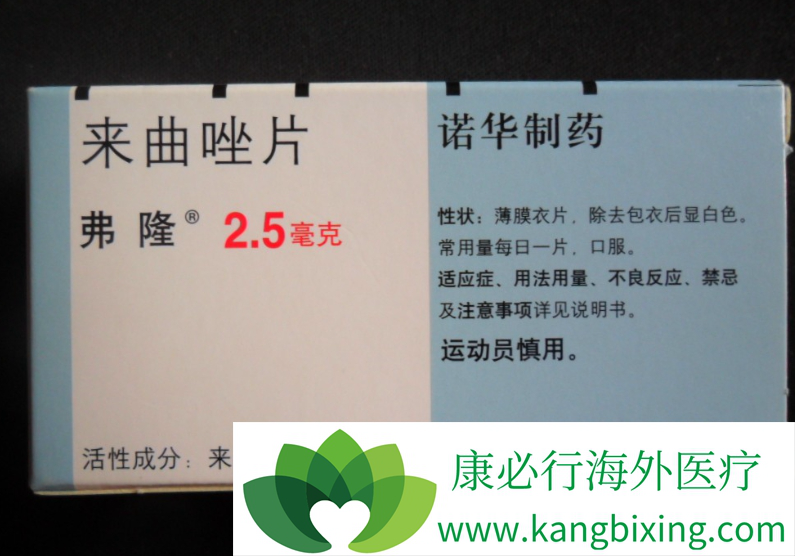 来曲唑片
弗隆® 2.5毫克
活性成分：来
诺华制药
性状：薄膜衣片，除去包衣后显白色。
常用量每日一片，口服。
适应症、用法用量、不良反应、禁忌
及注意事项详见说明书。
运动员慎用。
康必行海外医疗
www.kangbixing.com